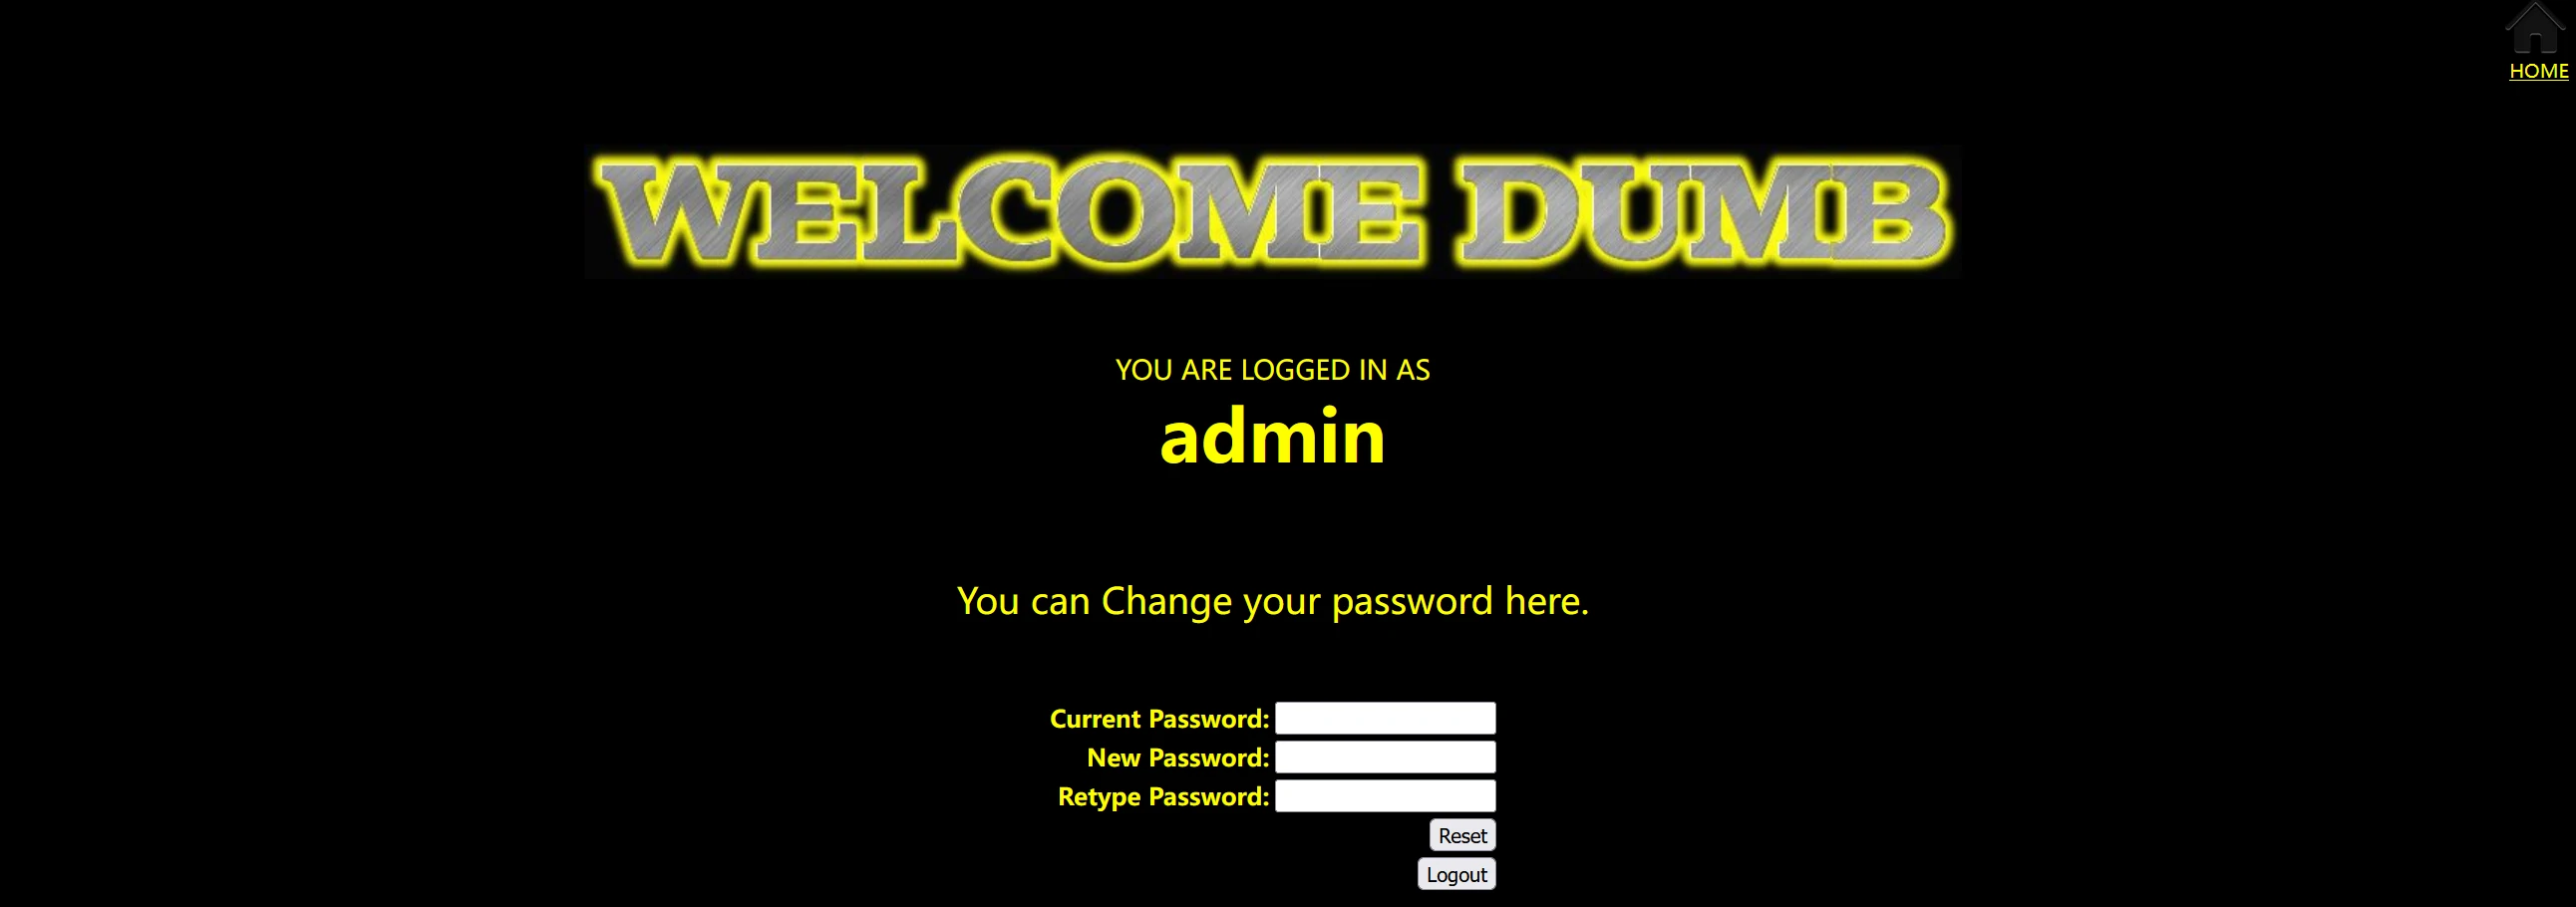 HOME
WELCOME DUMB
YOU ARE LOGGED IN AS
admin
You can Change your password here.
Current Password:
New Password:
Retype Password:
Reset
Logout